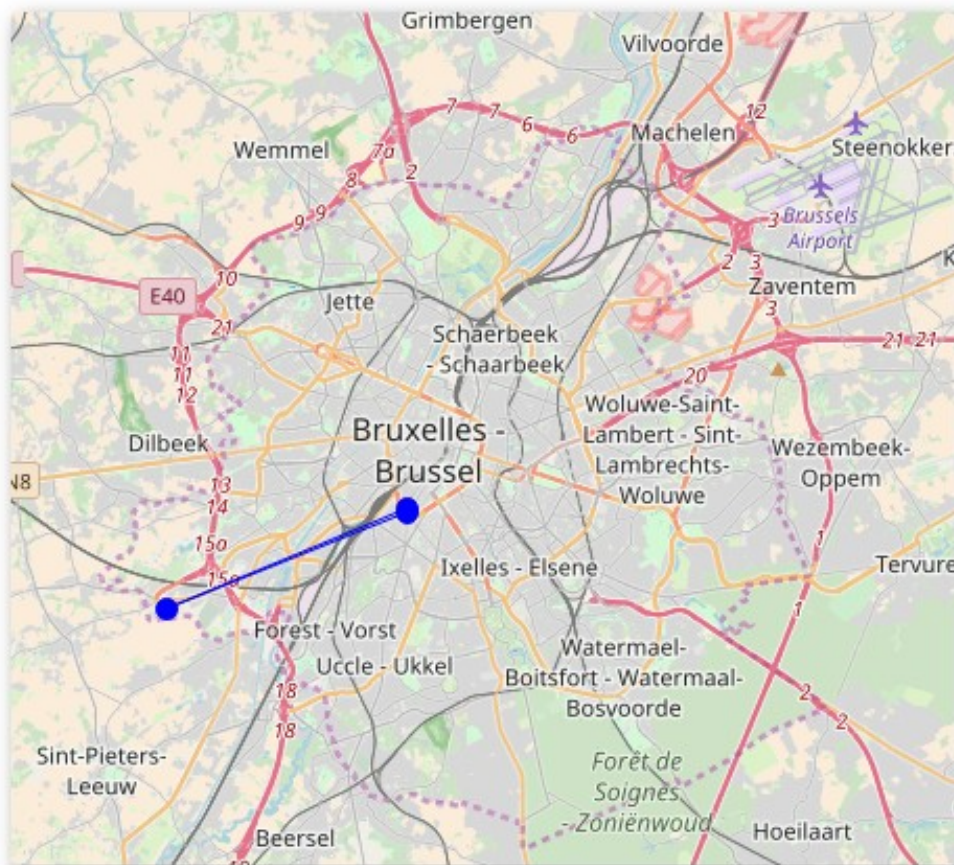 Grimbergen
Vilvoorde
7
7
6
6
12
Machelen
Steenokker
Wemmel
7a
8
2
9
9
Brussels
Airport
3
2
3
10
E40
Zaventem
K
Jette
3
21
Schaerbeek
- Schaarbeek
21
21
11
11
12
20
Woluwe-Saint-
Lambert - Sint-
Lambrechts-
Woluwe
Bruxelles -
Brussel
Dilbeek
Wezembeek-
Oppem
N8
13
14
15a
1
Ixelles - Elsene
Tervure
1
Forest - Vorst
Uccle - Ukkel
Watermael-
Boitsfort - Watermaal-
Bosvoorde
18
18
2
2
Sint-Pieters-
Leeuw
Forêt de
Soignes
- Zoniënwoud
Beersel
Hoeilaart